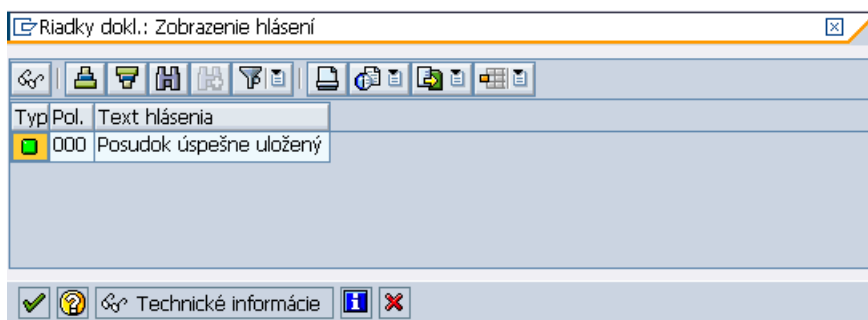 Riadky dokl.: Zobrazenie hlásení
Typ Pol. Text hlásenia
000 Posudok úspešne uložený
Technické informácie